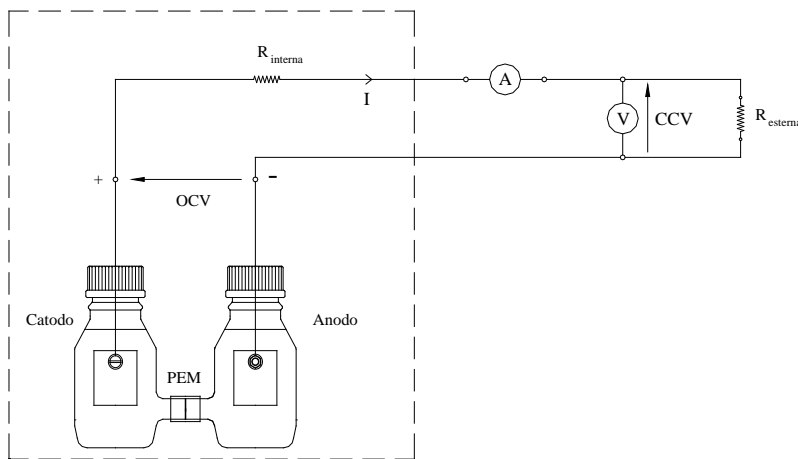 R interna
I
A
V
CCV
R esterna
+
-
OCV
Catodo
Anodo
PEM